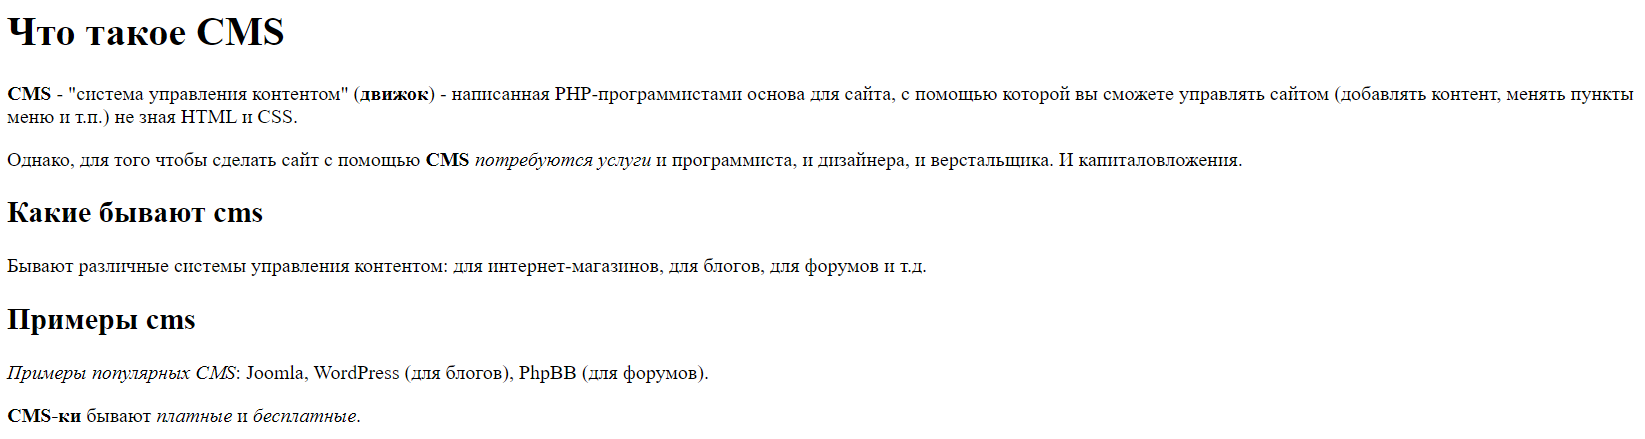 Что такое CMS
CMS - "система управления контентом" (движок) - написанная PHP-программистами основа для сайта, с помощью которой вы сможете управлять сайтом (добавлять контент, менять пункты
меню и т.п.) не зная HTML и CSS.
Однако, для того чтобы сделать сайт с помощью CMS потребуются услуги и программиста, и дизайнера, и верстальщика. И капиталовложения.
Какие бывают cms
Бывают различные системы управления контентом: для интернет-магазинов, для блогов, для форумов и т.д.
Примеры cms
Примеры популярных CMS: Joomla, WordPress (для блогов), PhpBB (для форумов).
CMS-ки бывают платные и бесплатные.